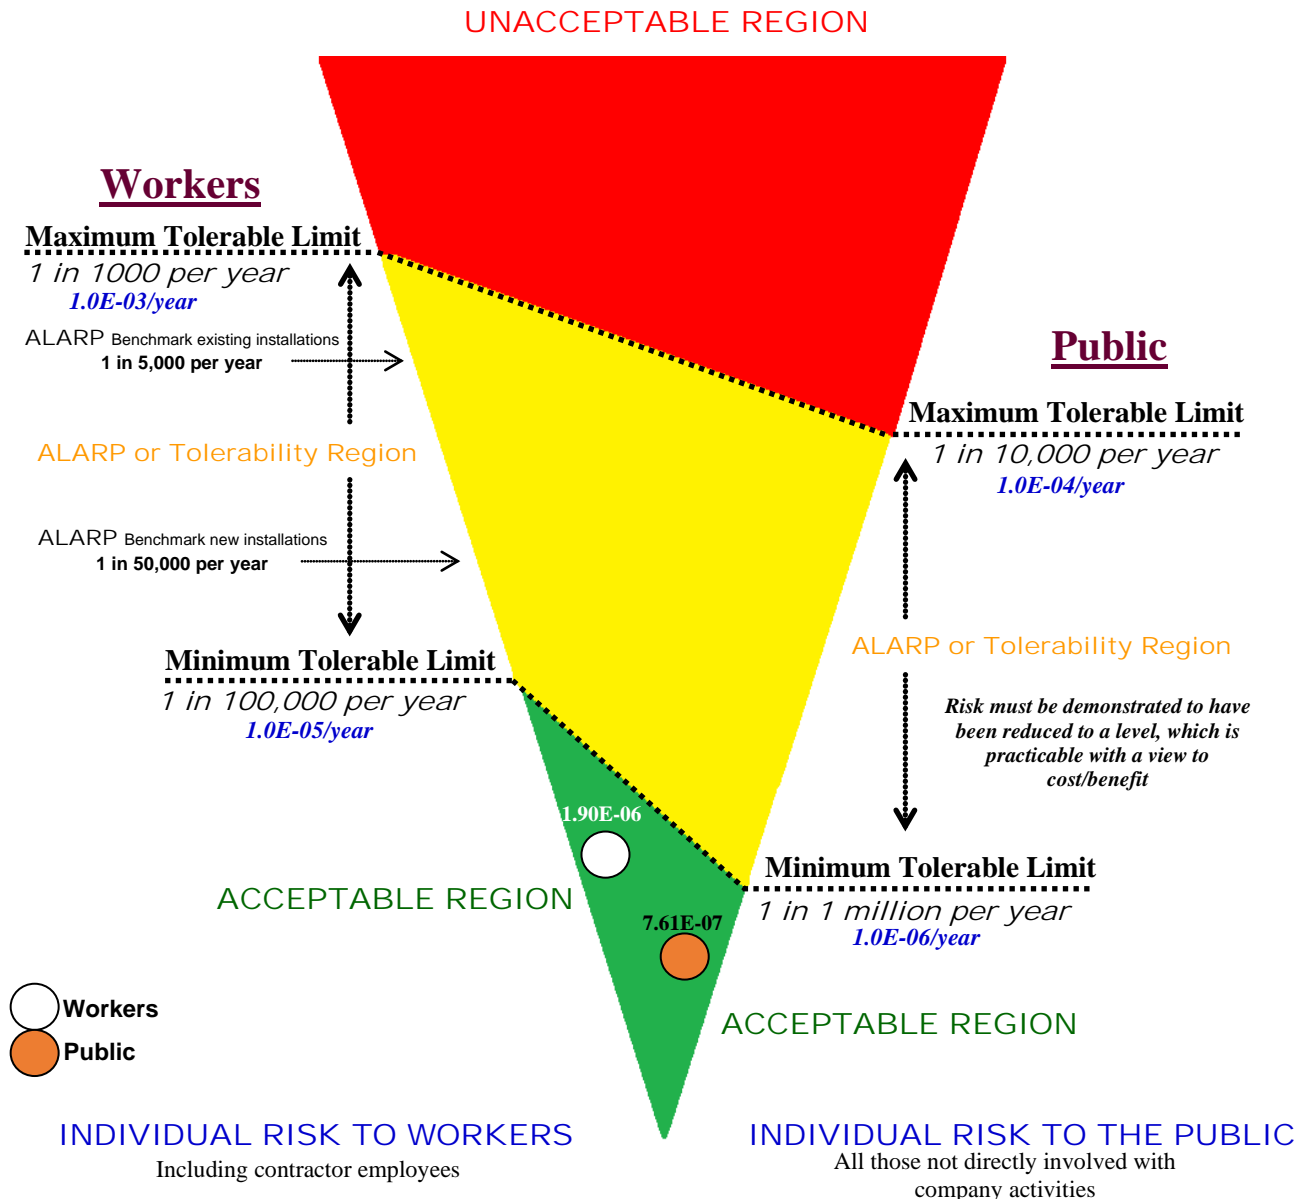 UNACCEPTABLE REGION
Workers
Maximum Tolerable Limit
1 in 1000 per year
1.0E-03/year
ALARP Benchmark existing installations
1 in 5,000 per year
ALARP or Tolerability Region
ALARP Benchmark new installations
1 in 50,000 per year
Minimum Tolerable Limit
1 in 100,000 per year
1.0E-05/year
Public
Maximum Tolerable Limit
1 in 10,000 per year
1.0E-04/year
ALARP or Tolerability Region
Risk must be demonstrated to have
been reduced to a level, which is
practicable with a view to
cost/benefit
Minimum Tolerable Limit
1 in 1 million per year
1.0E-06/year
1.90E-06
7.61E-07
ACCEPTABLE REGION
ACCEPTABLE REGION
Workers
Public
INDIVIDUAL RISK TO WORKERS
Including contractor employees
INDIVIDUAL RISK TO THE PUBLIC
All those not directly involved with
company activities